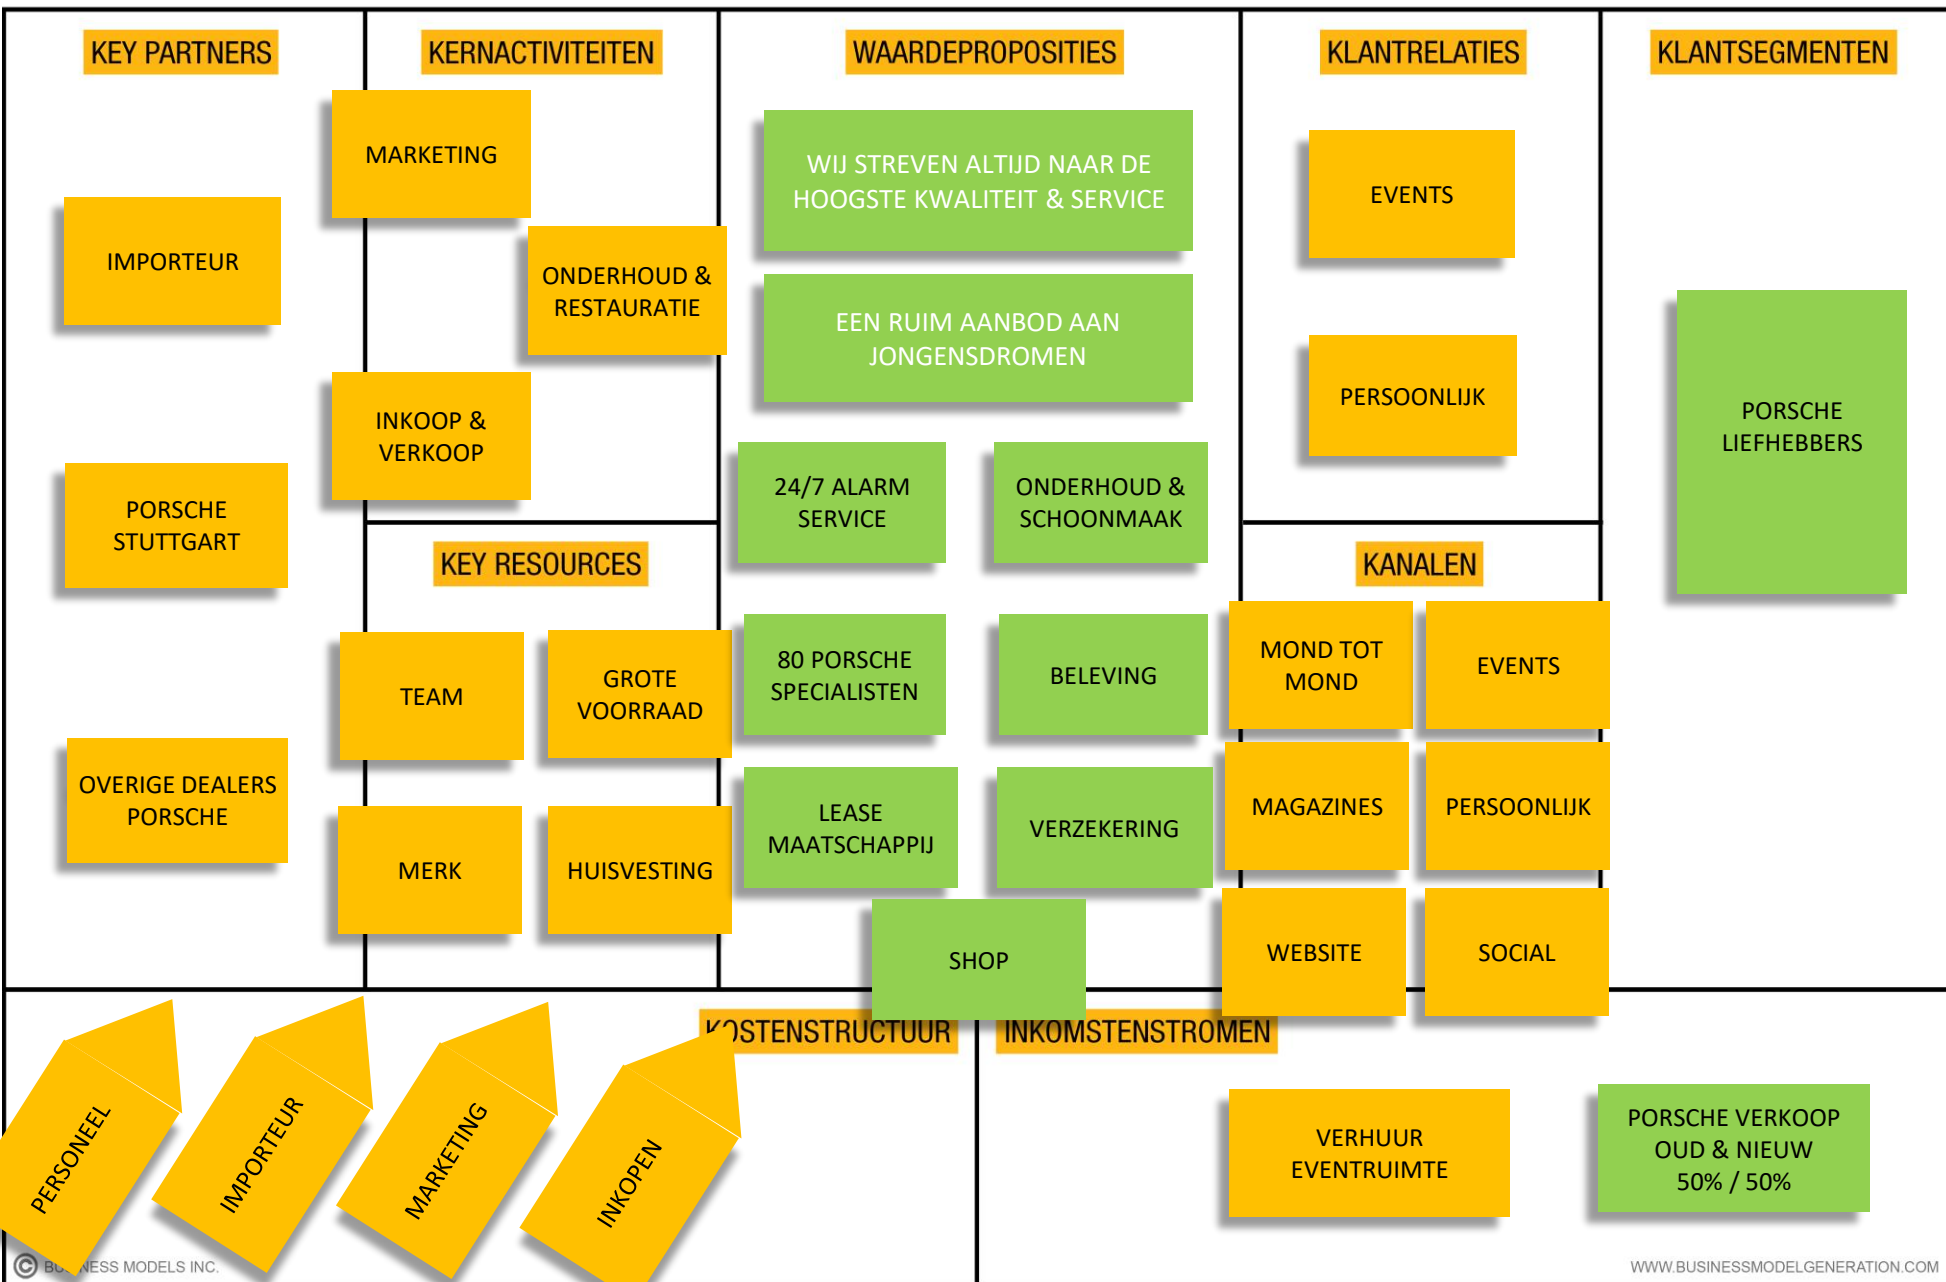 KEY PARTNERS
IMPORTEUR
PORSCHE
STUTTGART
OVERIGE DEALERS
PORSCHE
KERNACTIVITEITEN
MARKETING
ONDERHOUD &
RESTAURATIE
INKOOP &
VERKOOP
KEY RESOURCES
TEAM
GROTE
VOORRAAD
MERK
HUISVESTING
WAARDEPROPOSITIES
WIJ STREVEN ALTIJD NAAR DE
HOOGSTE KWALITEIT & SERVICE
EEN RUIM AANBOD AAN
JONGENSDROMEN
24/7 ALARM
SERVICE
ONDERHOUD &
SCHOONMAAK
80 PORSCHE
SPECIALISTEN
BELEVING
LEASE
MAATSCHAPPIJ
VERZEKERING
SHOP
KLANTRELATIES
EVENTS
PERSOONLIJK
KANALEN
MOND TOT
MOND
EVENTS
MAGAZINES
PERSOONLIJK
WEBSITE
SOCIAL
KLANTSEGMENTEN
PORSCHE
LIEFHEBBERS
KOSTENSTRUCTUUR
PERSONEEL
IMPORTEUR
MARKETING
INKOPEN
INKOMSTENSTROMEN
VERHUUR
EVENTRUIMTE
PORSCHE VERKOOP
OUD & NIEUW
50% / 50%
© BUSINESS MODELS INC.
WWW.BUSINESSMODELGENERATION.COM